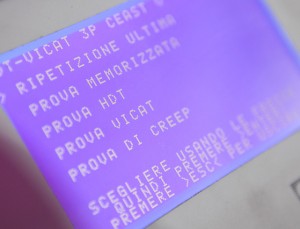 DT-VICAT 3P CEAST
RIPETIZIONE ULTIMA
PROVA MEMORIZZATA
PROVA HDT
PROVA VICAT
PROVA DI CREEP
SCEGLIERE USANDO LE
QUINDI PREMERE
PREMERE >ESC< PER